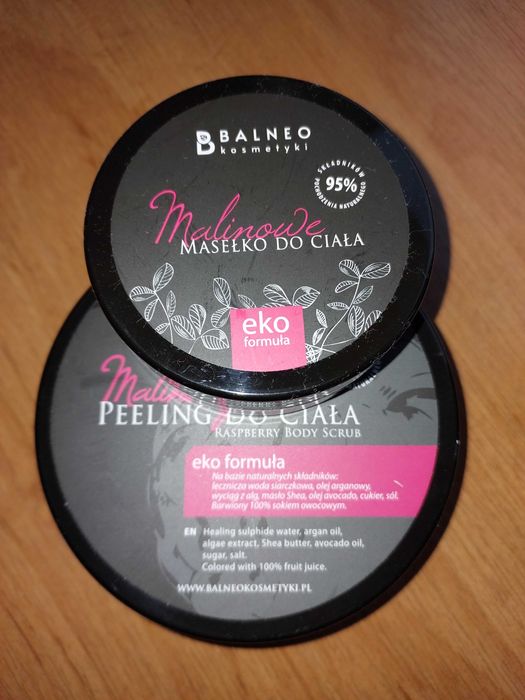 BALNEO
kosmetyki
SKŁADNIKÓW
95%
POCHODZENIA NATURALNEGO
Malinowe
MASEŁKO DO CIAŁA
eko
formuła
PEELING DO CIAŁA
RASPBERRY BODY SCRUB
eko formuła
Na bazie naturalnych składników:
lecznicza woda siarczkowa, olej arganowy,
wyciąg z alg, masło Shea, olej avocado, cukier, sól.
Barwiony 100% sokiem owocowym.
EN Healing sulphide water, argan oil,
algae extract, Shea butter, avocado oil,
sugar, salt.
Colored with 100% fruit juice.
WWW.BALNEOKOSMETYKI.PL